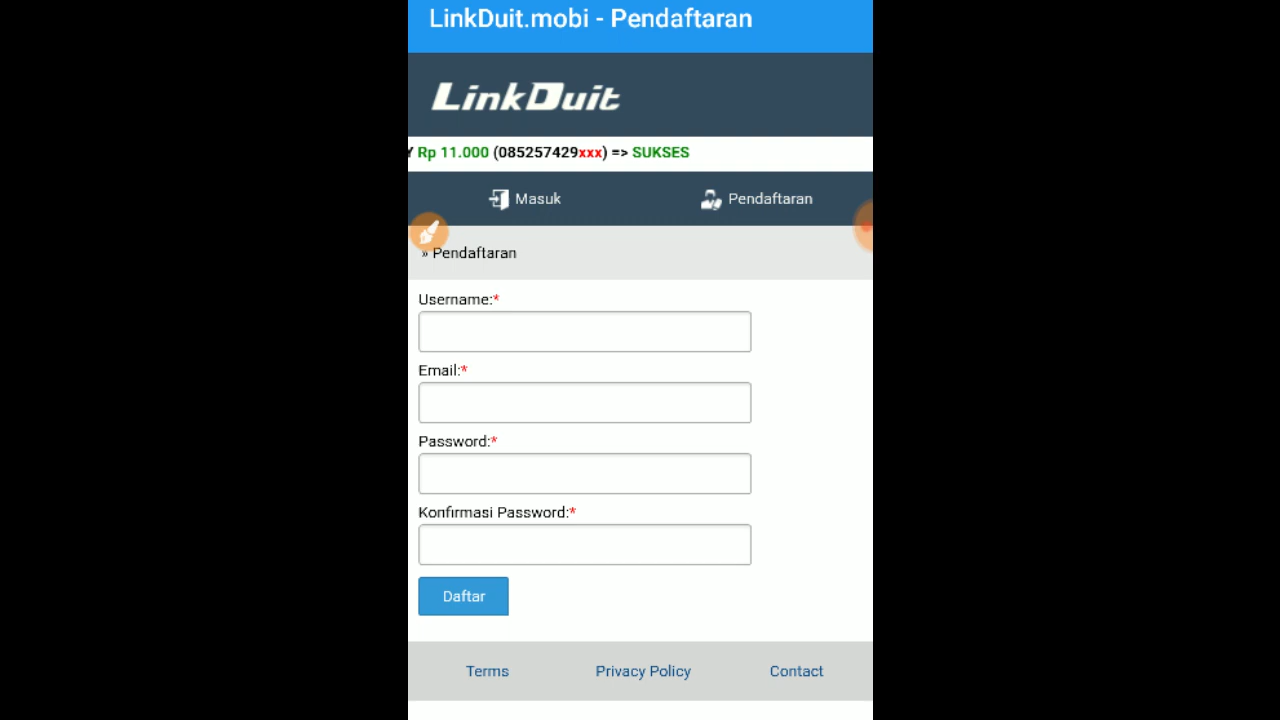 LinkDuit.mobi - Pendaftaran
LinkDuit
Rp 11.000 (085257429xxx) => SUKSES
Masuk
Pendaftaran
» Pendaftaran
Username:*
Email:*
Password:*
Konfirmasi Password:*
Daftar
Terms
Privacy Policy
Contact